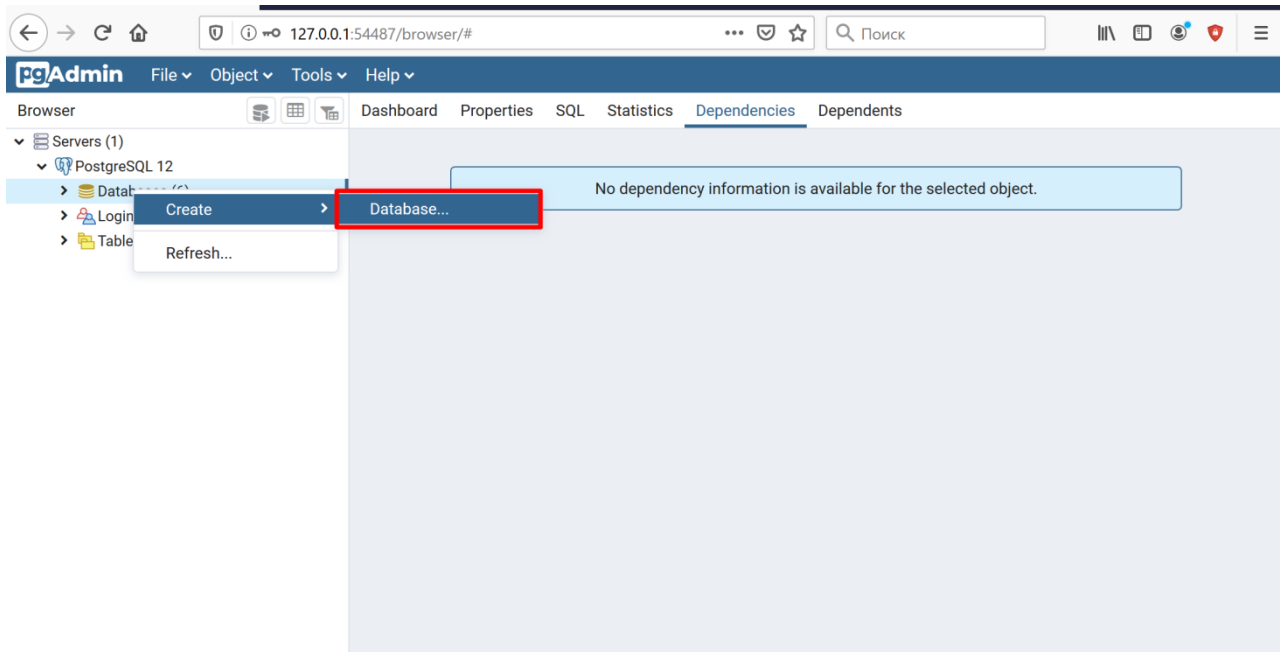 127.0.0.1:54487/browser/#
Поиск
pgAdmin File Object Tools Help
Browser
Dashboard Properties SQL Statistics Dependencies Dependents
Servers (1)
PostgreSQL 12
No dependency information is available for the selected object.
Login
Table
Create
Database...
Refresh...